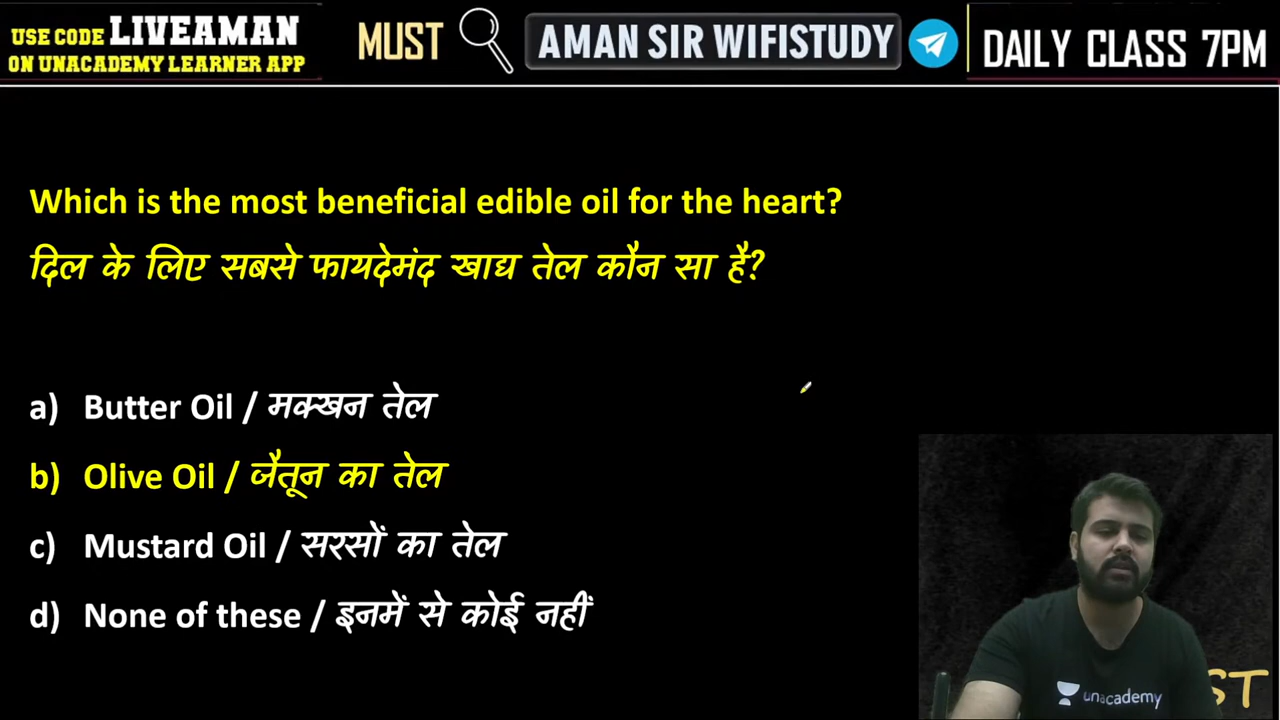 USE CODE LIVEAMAN
ON UNACADEMY LEARNER APP
MUST
AMAN SIR WIFISTUDY
DAILY CLASS 7PM
Which is the most beneficial edible oil for the heart?
दिल के लिए सबसे फायदेमंद खाद्य तेल कौन सा है?
a) Butter Oil / मक्खन तेल
b) Olive Oil / जैतून का तेल
c) Mustard Oil / सरसों का तेल
d) None of these / इनमें से कोई नहीं
unacademy
ST